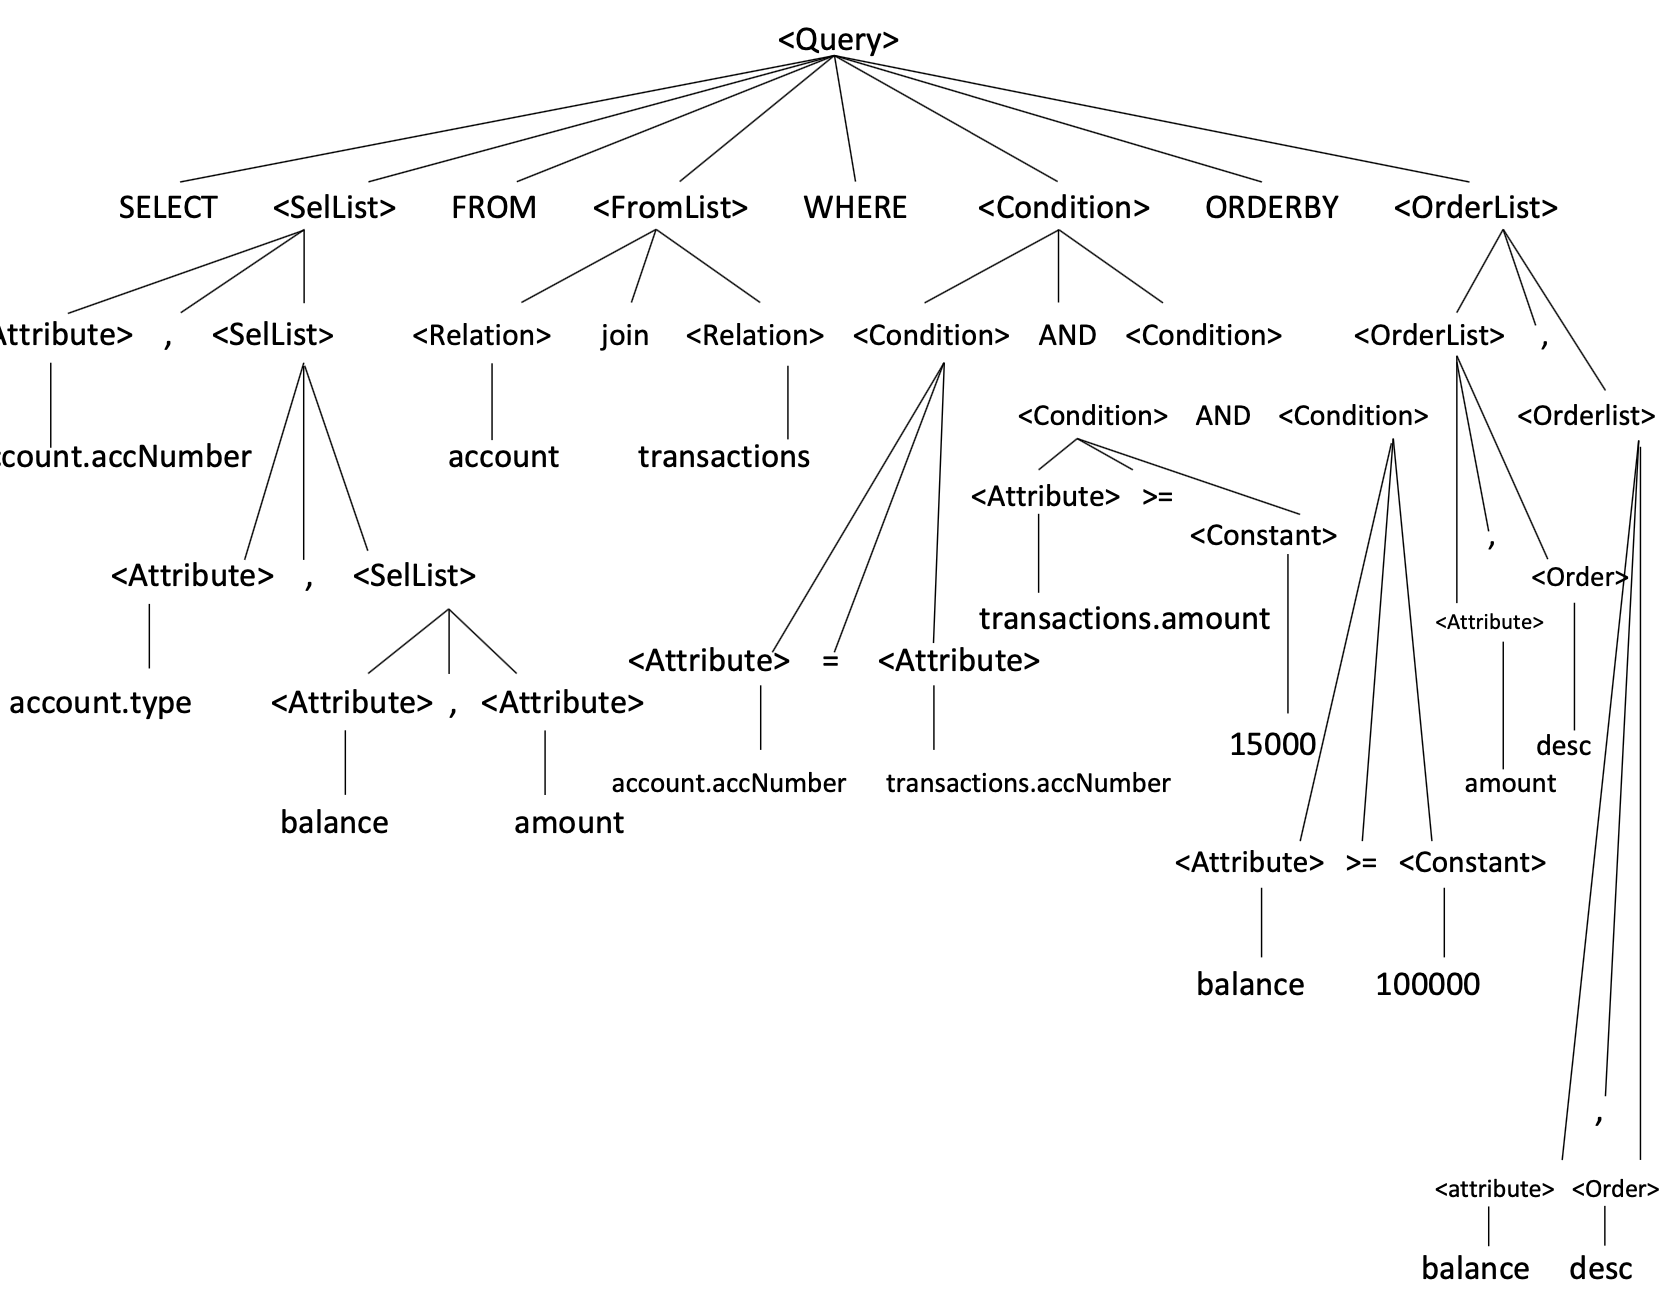 <Query>
SELECT <SelList> FROM <FromList> WHERE <Condition> ORDERBY <OrderList>
Attribute> , <SelList> <Relation> join <Relation> <Condition> AND <Condition> <OrderList> ,
<Condition> AND <Condition> <Orderlist>
ccount.accNumber account transactions
<Attribute> >=
<Constant> ,
<Attribute> , <SelList> <Order>
transactions.amount <Attribute>
<Attribute> = <Attribute>
account.type <Attribute> , <Attribute>
15000 desc
account.accNumber transactions.accNumber amount
balance amount
<Attribute> >= <Constant>
balance 100000
,
<attribute> <Order>
balance desc